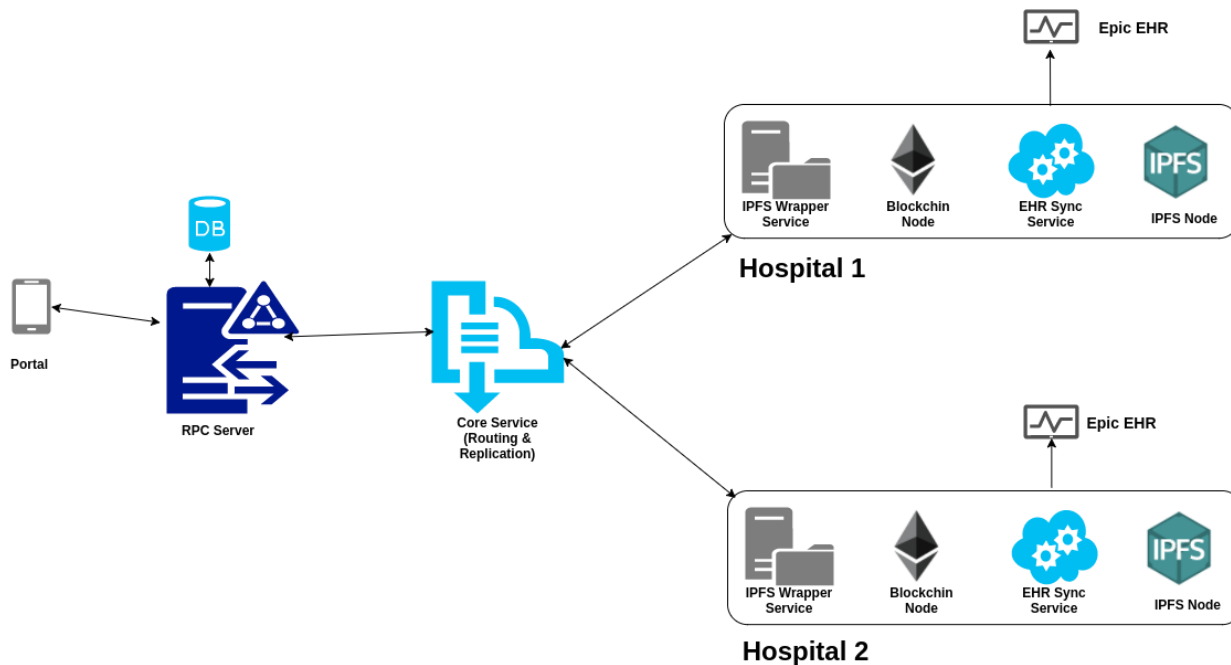 Epic EHR
IPFS
IPFS Wrapper
Service
Blockchin
Node
EHR Sync
Service
IPFS Node
Hospital 1
DB
Portal
RPC Server
Core Service
(Routing &
Replication)
Epic EHR
IPFS
IPFS Wrapper
Service
Blockchin
Node
EHR Sync
Service
IPFS Node
Hospital 2